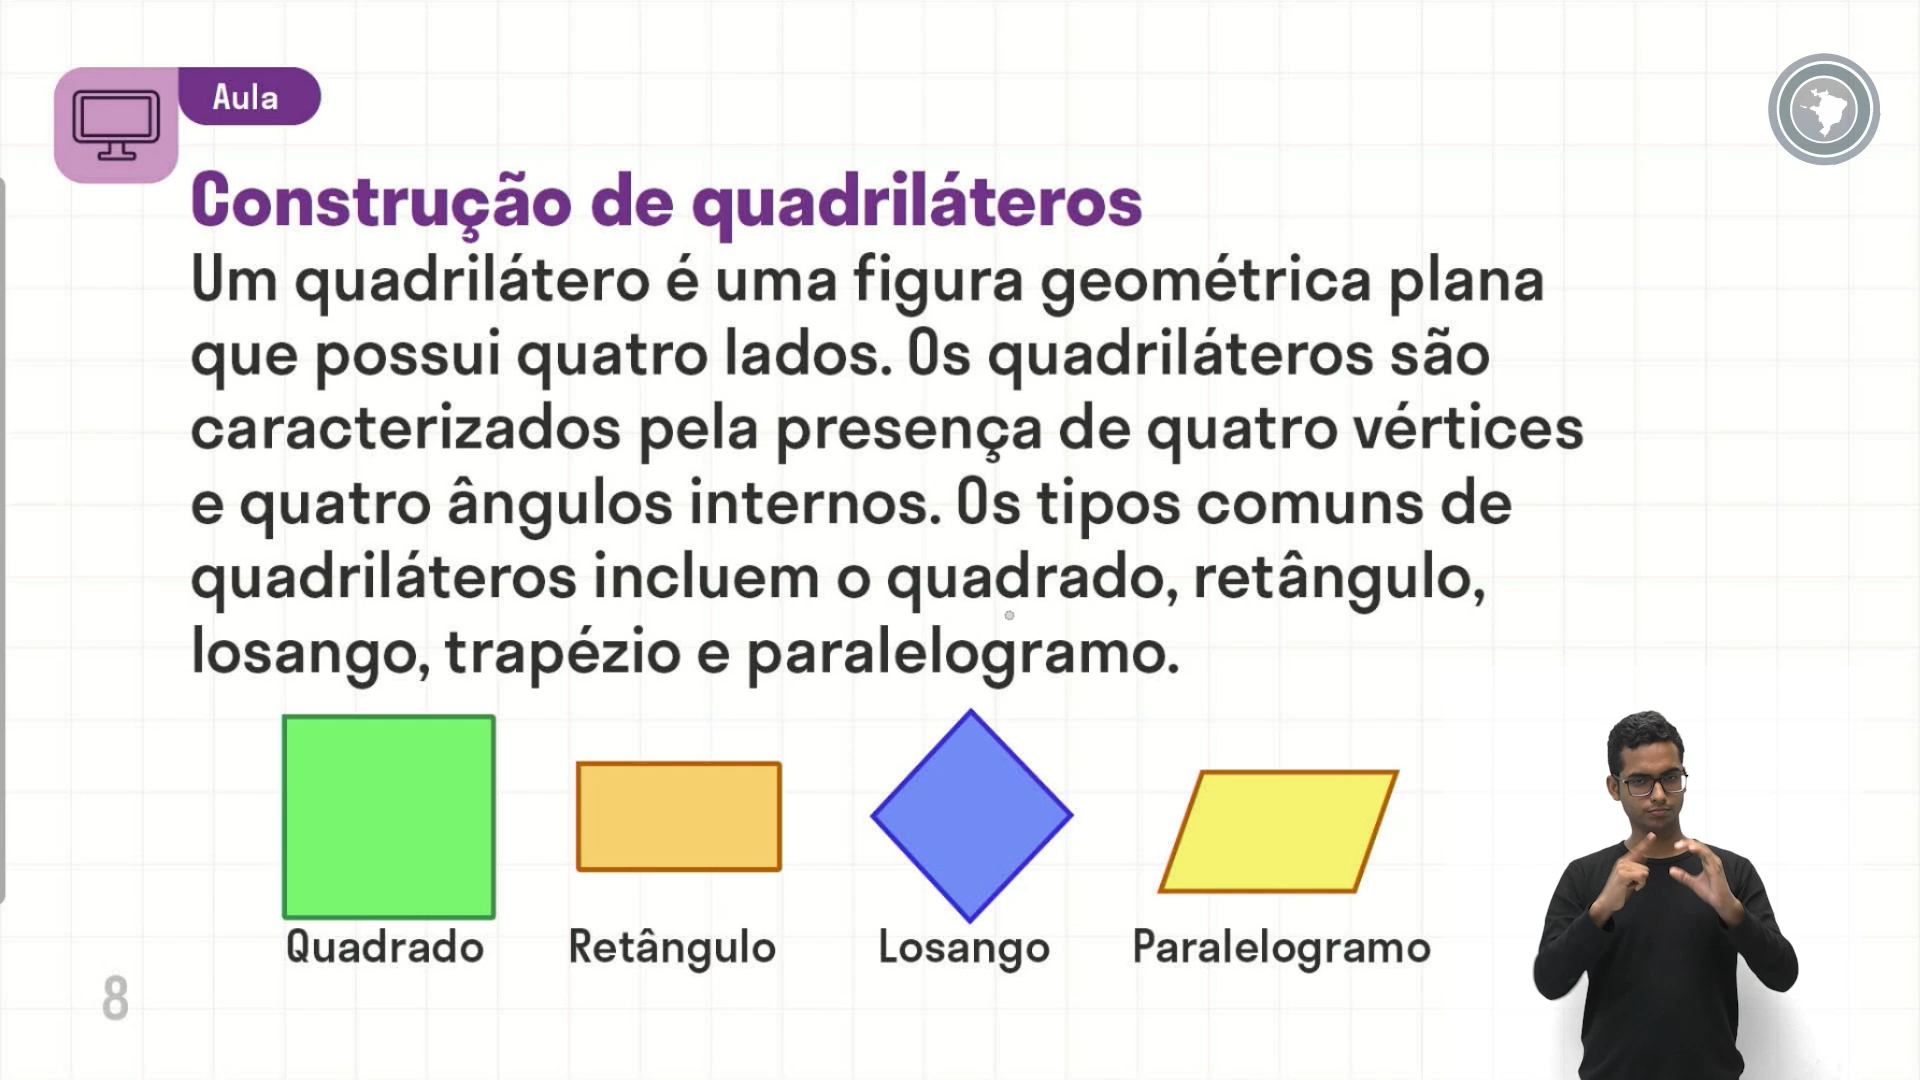 Aula
Construção de quadriláteros
Um quadrilátero é uma figura geométrica plana
que possui quatro lados. Os quadriláteros são
caracterizados pela presença de quatro vértices
e quatro ângulos internos. Os tipos comuns de
quadriláteros incluem o quadrado, retângulo,
losango, trapézio e paralelogramo.
Quadrado Retângulo Losango Paralelogramo
8